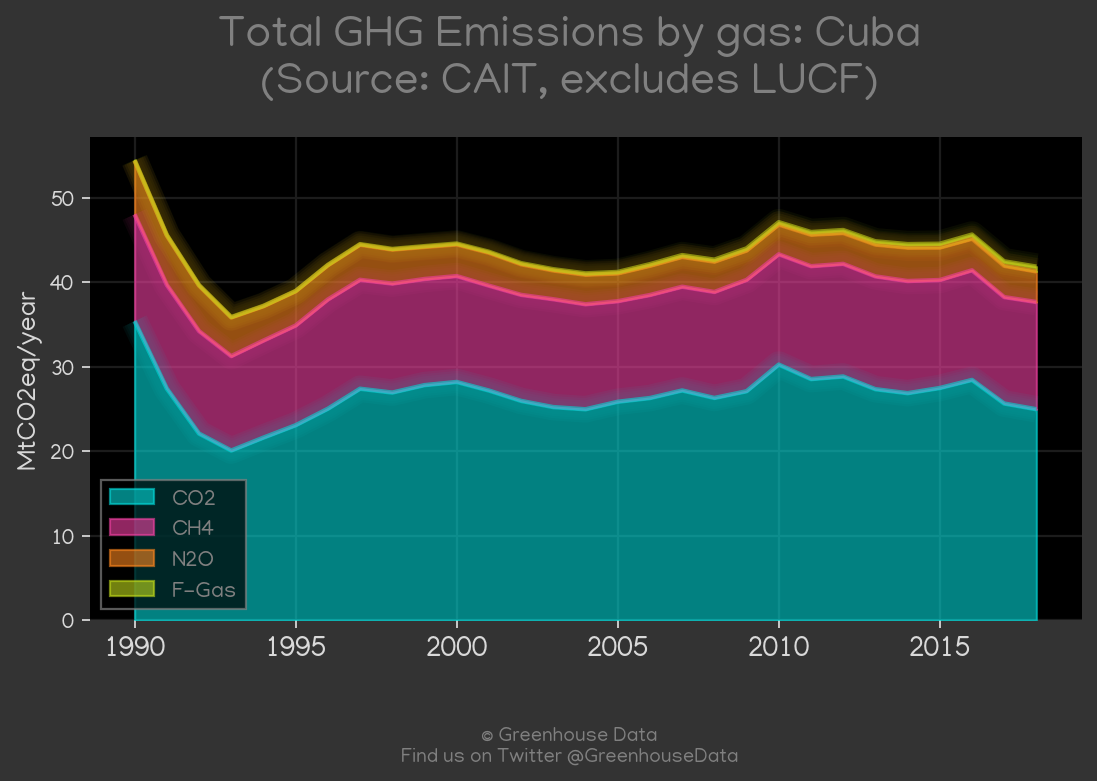 Total GHG Emissions by gas: Cuba
(Source: CAIT, excludes LUCF)
MtCO2eq/year
50
40
30
20
10
0
CO2
CH4
N2O
F-Gas
1990 1995 2000 2005 2010 2015
© Greenhouse Data
Find us on Twitter @GreenhouseData